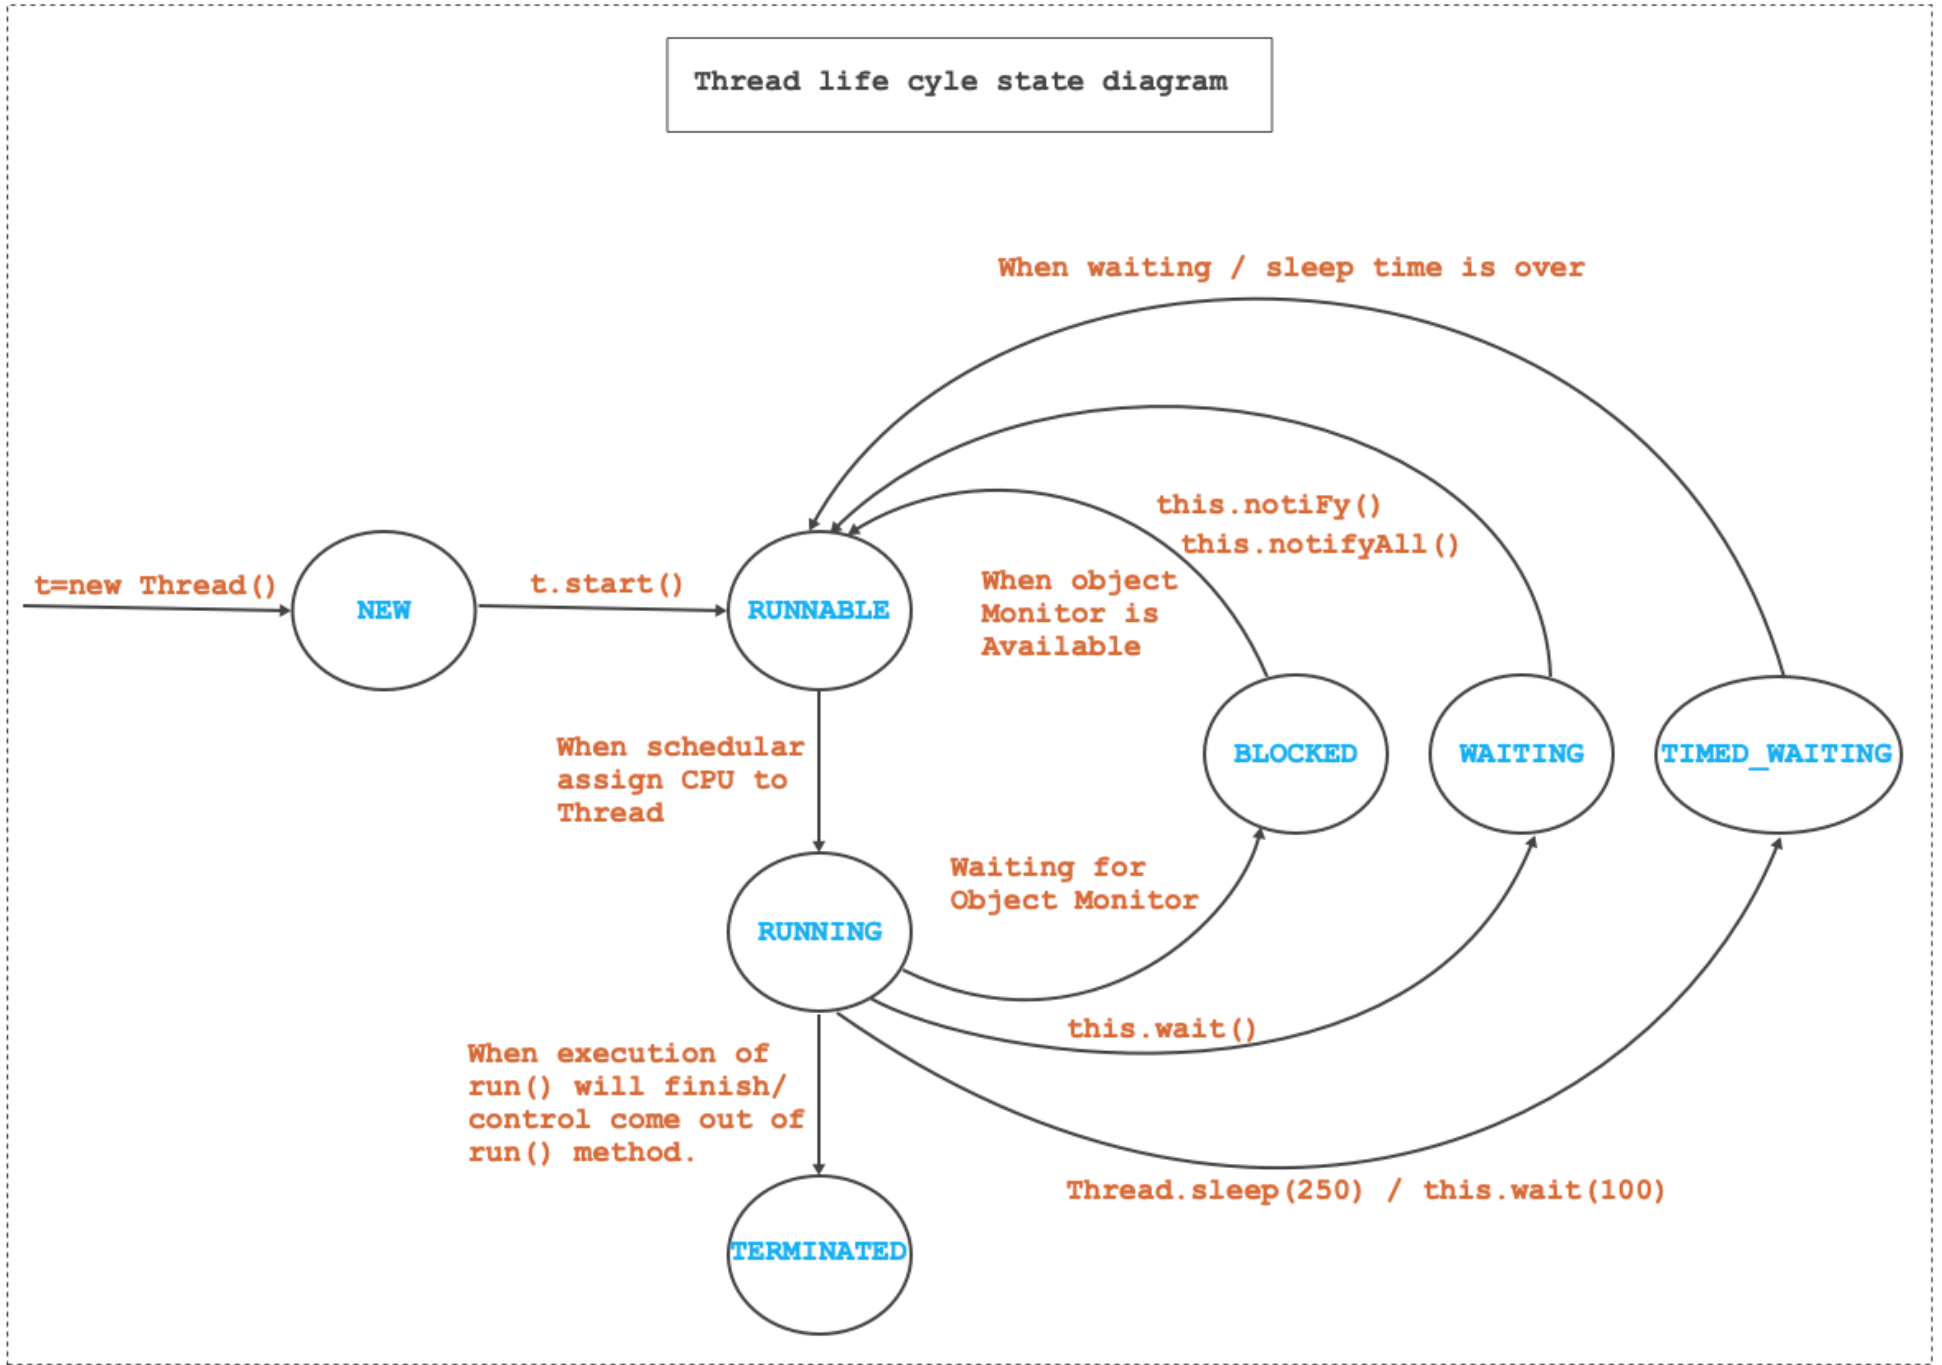 Thread life cyle state diagram
When waiting / sleep time is over
this.notiFy()
this.notifyAll()
t=new Thread()
t.start()
When object
Monitor is
Available
NEW
RUNNABLE
When schedular
assign CPU to
Thread
BLOCKED
WAITING
TIMED_WAITING
Waiting for
Object Monitor
RUNNING
this.wait()
When execution of
run() will finish/
control come out of
run() method.
Thread.sleep(250) / this.wait(100)
TERMINATED